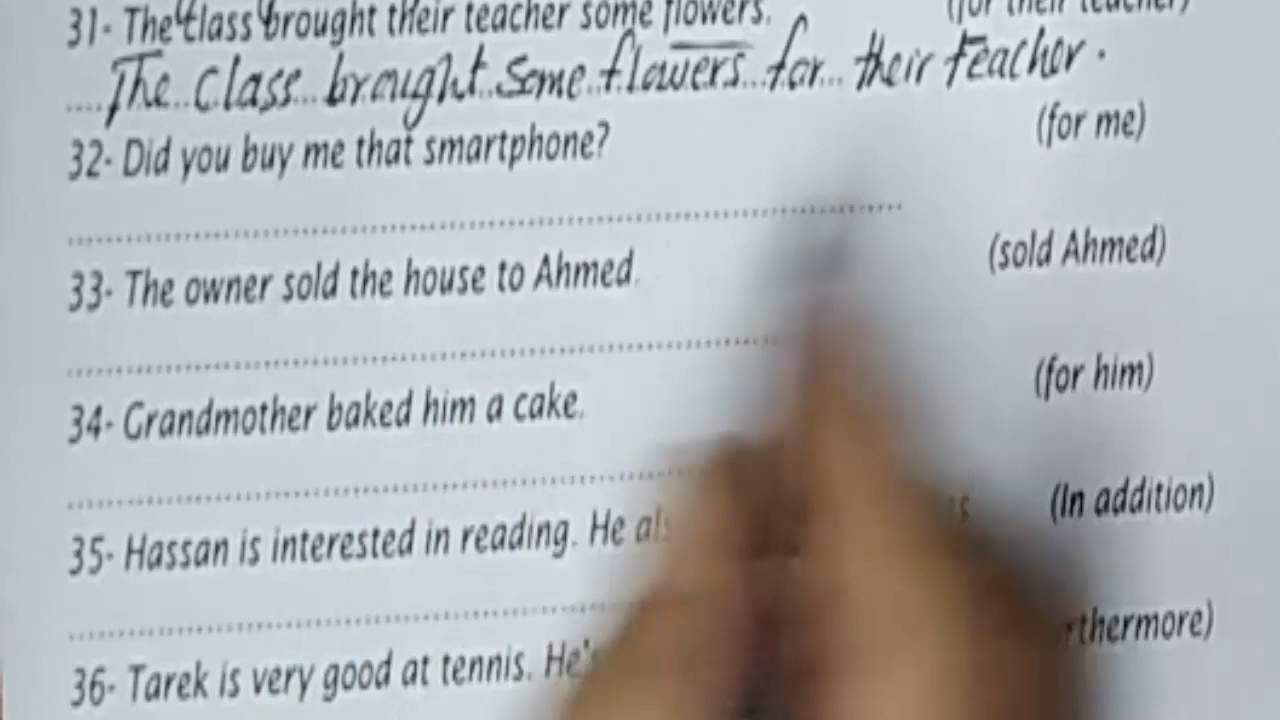 31- The class brought their teacher some flowers. (for their teacher)
The class brought some flowers for their teacher.
32- Did you buy me that smartphone? (for me)
33- The owner sold the house to Ahmed. (sold Ahmed)
34- Grandmother baked him a cake. (for him)
35- Hassan is interested in reading. He (In addition)
36- Tarek is very good at tennis. He's